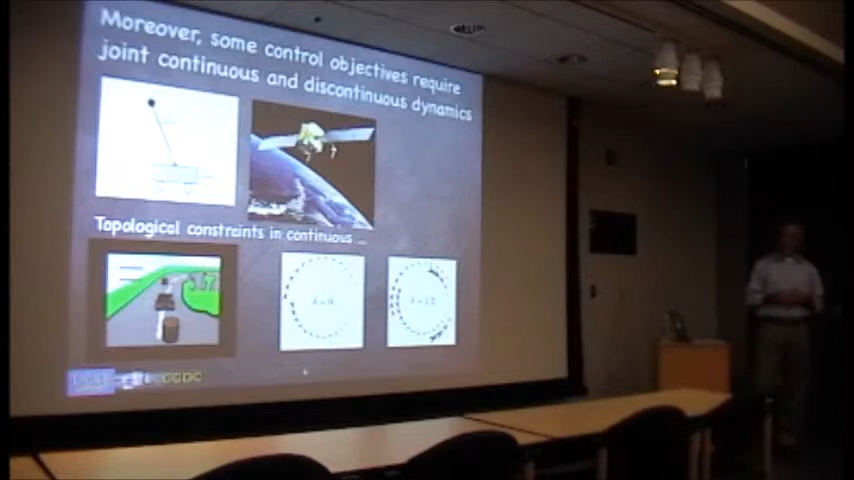 Moreover, some control objectives require
joint continuous and discontinuous dynamics
Topological constraints in continuous ...
CCDC